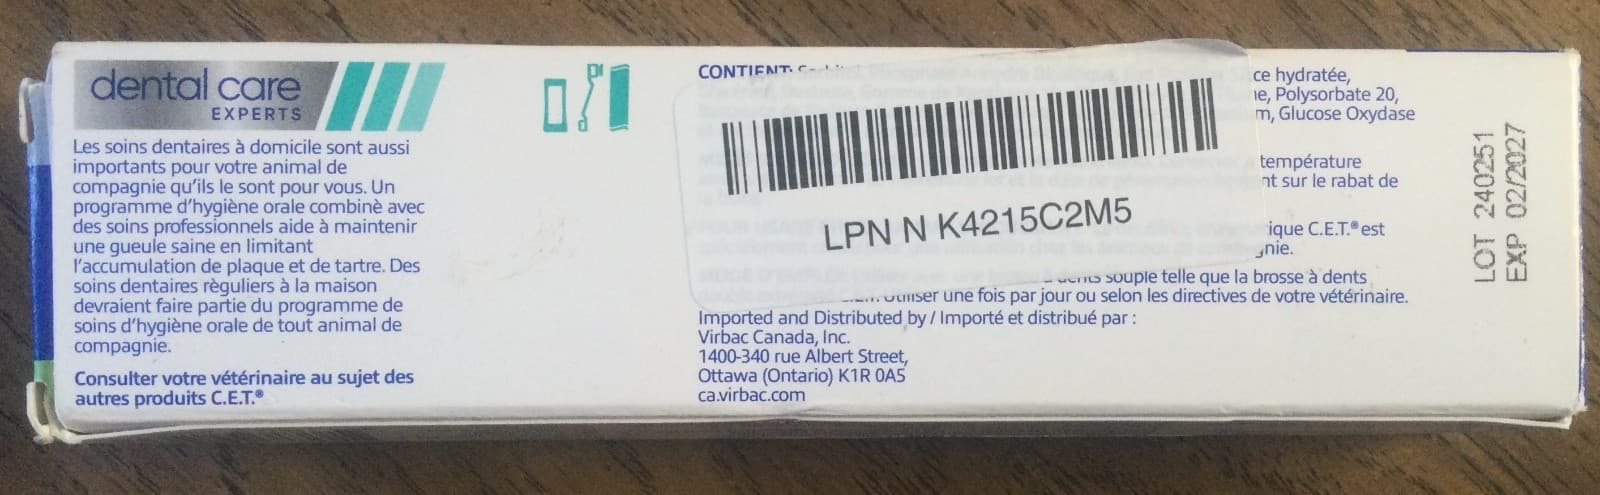 dental care
EXPERTS
Les soins dentaires à domicile sont aussi
importants pour votre animal de
compagnie qu'ils le sont pour vous. Un
programme d'hygiène orale combinè avec
des soins professionnels aide à maintenir
une gueule saine en limitant
l'accumulation de plaque et de tartre. Des
soins dentaires règuliers à la maison
devraient faire partie du programme de
soins d'hygiène orale de tout animal de
compagnie.
Consulter votre vétérinaire au sujet des
autres produits C.E.T.®
CONTIENT: hydratée,
Polysorbate 20,
Glucose Oxydase
température
sur le rabat de
C.E.T.® est
souple telle que la brosse à dents
Utiliser une fois par jour ou selon les directives de votre vétérinaire.
Imported and Distributed by / Importé et distribué par :
Virbac Canada, Inc.
1400-340 rue Albert Street,
Ottawa (Ontario) K1R 0A5
ca.virbac.com
LPN N K4215C2M5
LOT 240251
EXP 02/2027